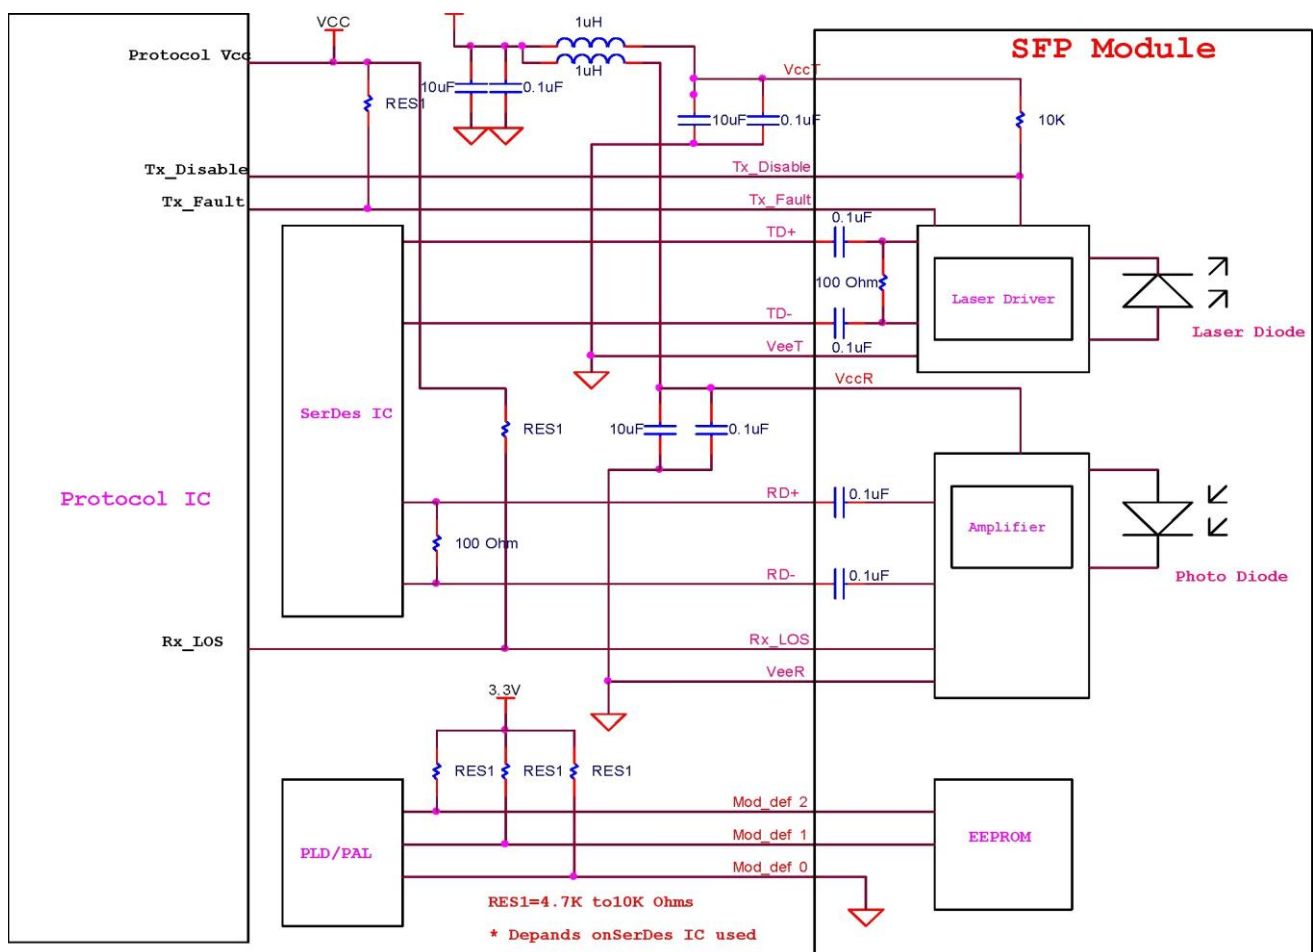 1uH
VCC
SFP Module
Protocol Vcc
1uH
VccT
10uF
0.1uF
RES1
10uF
0.1uF
10K
Tx_Disable
Tx_Disable
Tx_Fault
Tx_Fault
0.1uF
TD+
100 Ohm
Laser Driver
TD-
Laser Diode
VeeT
0.1uF
VccR
SerDes IC
RES1
10uF
0.1uF
Protocol IC
RD+
0.1uF
Amplifier
100 Ohm
RD-
0.1uF
Photo Diode
Rx_LOS
Rx_LOS
VeeR
3.3V
RES1
RES1
RES1
Mod_def 2
Mod_def 1
EEPROM
PLD/PAL
Mod_def 0
RES1=4.7K to10K Ohms
* Depands onSerDes IC used